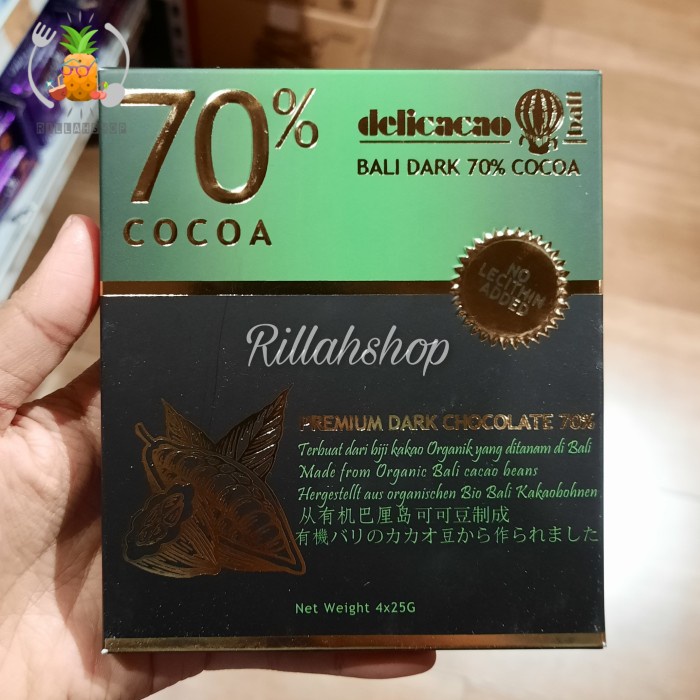 RILLAHSHOP
70%
COCOA
delicacao
BALI DARK 70% COCOA
NO
LECITHIN
ADDED
Rillahshop
PREMIUM DARK CHOCOLATE 70%
Terbuat dari biji kakao Organik yang ditanam di Bali
Made from Organic Bali cacao beans
Hergestellt aus organischen Bio Bali Kakaobohnen
从有机巴厘岛可可豆制成
有機バリのカカオ豆から作られました
Net Weight 4x25G